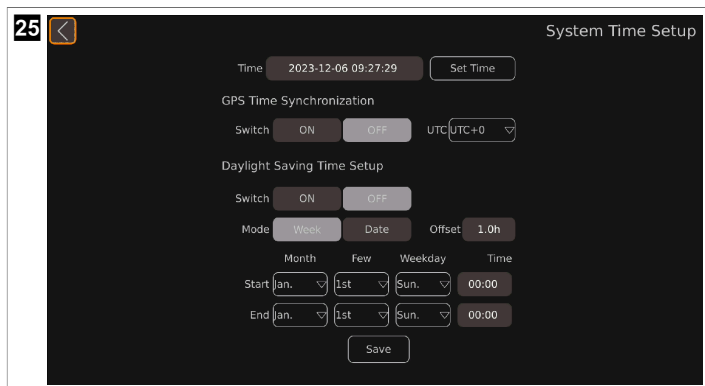 25
System Time Setup
Time 2023-12-06 09:27:29 Set Time
GPS Time Synchronization
Switch ON OFF UTC UTC+0
Daylight Saving Time Setup
Switch ON OFF
Mode Week Date Offset 1.0h
Month Few Weekday Time
Start Jan. 1st Sun. 00:00
End Jan. 1st Sun. 00:00
Save